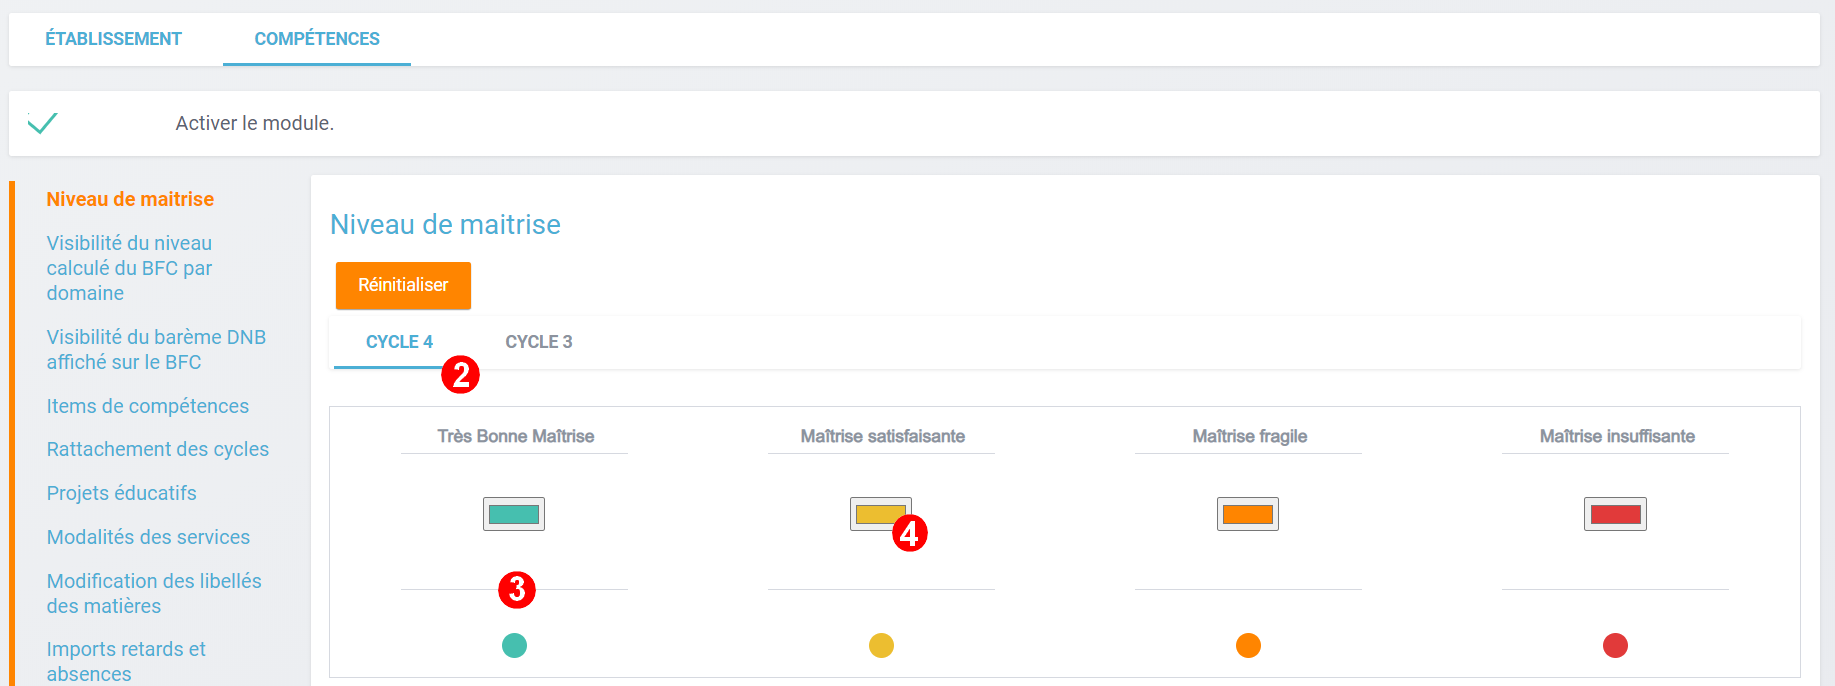 ÉTABLISSEMENT COMPÉTENCES
Activer le module.
Niveau de maitrise
Visibilité du niveau
calculé du BFC par
domaine
Visibilité du barème DNB
affiché sur le BFC
Items de compétences
Rattachement des cycles
Projets éducatifs
Modalités des services
Modification des libellés
des matières
Imports retards et
absences
Niveau de maitrise
Réinitialiser
CYCLE 4 CYCLE 3
2
Très Bonne Maîtrise Maîtrise satisfaisante Maîtrise fragile Maîtrise insuffisante
4
3